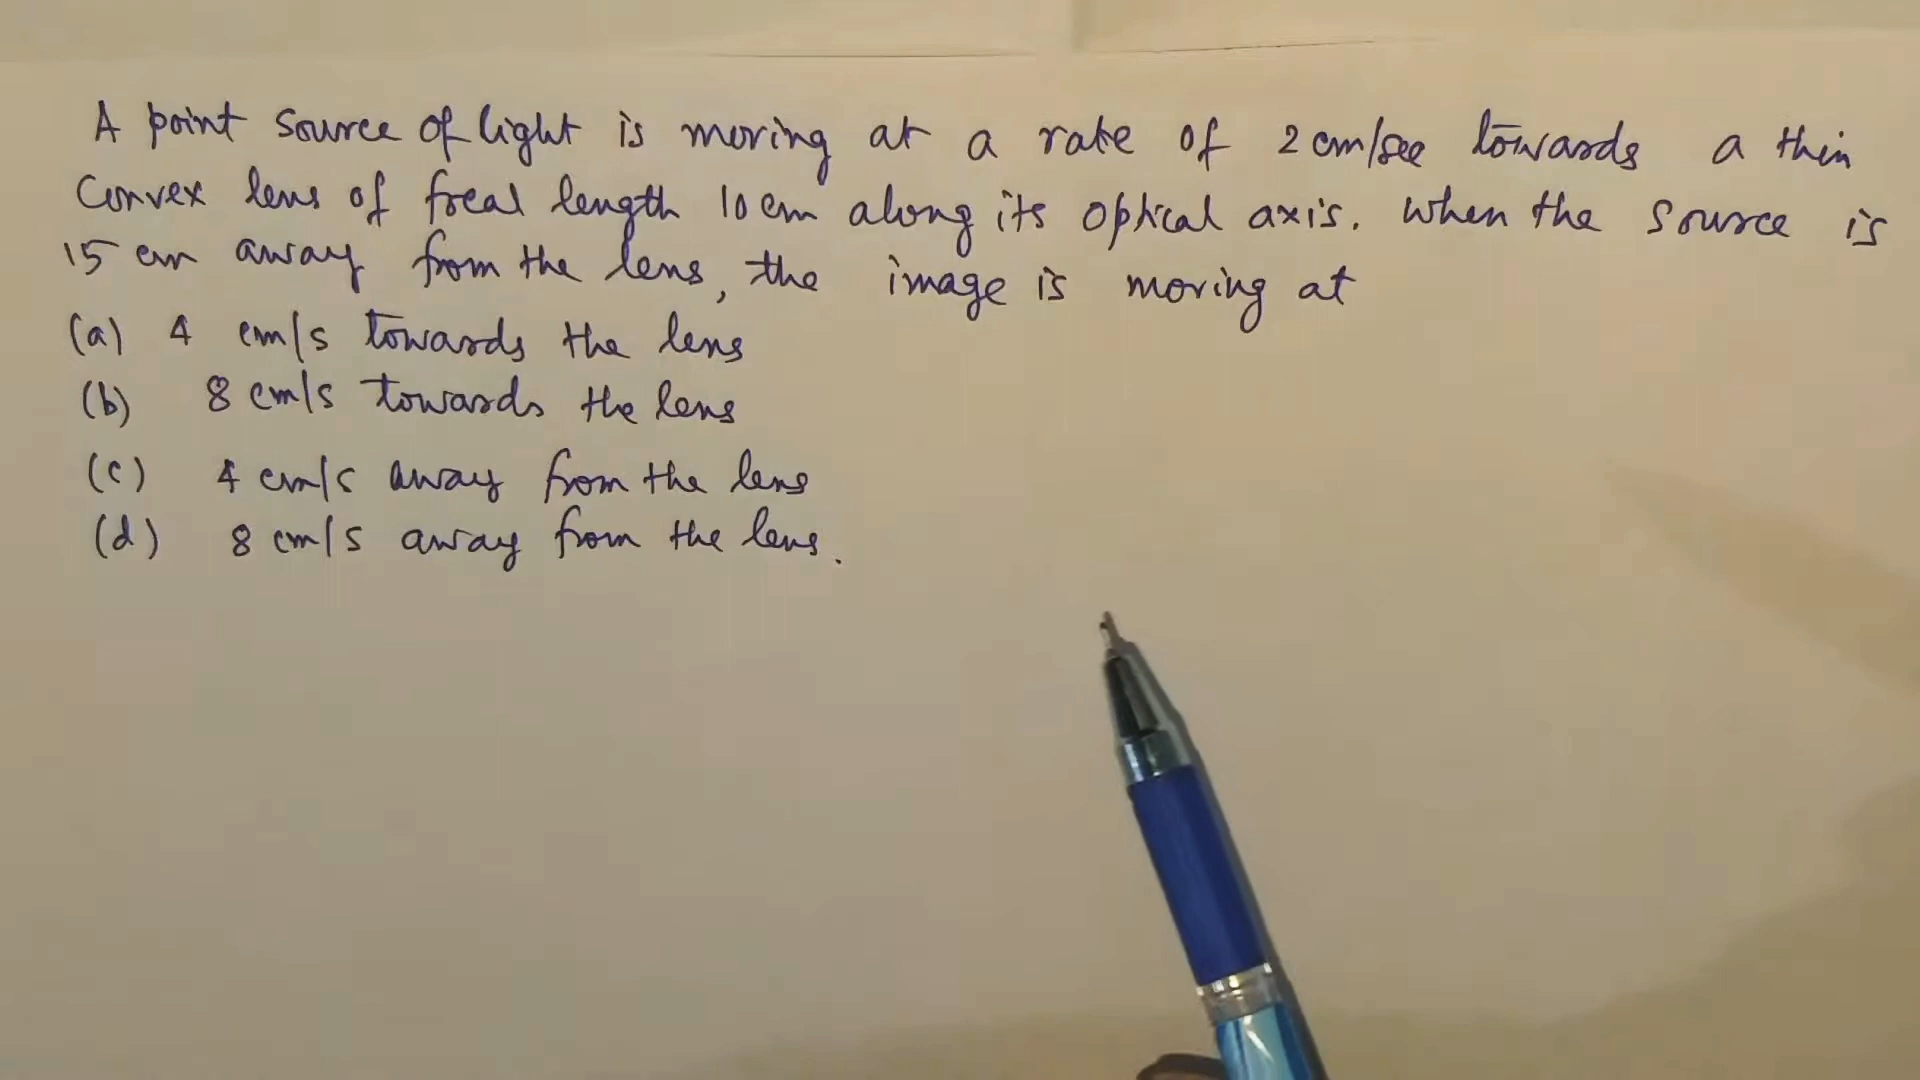 A point source of light is moving at a rate of 2 cm/sec towards a thin
Convex lens of focal length 10 cm along its optical axis. When the source is
15 cm away from the lens, the image is moving at
(a) 4 cm/s towards the lens
(b) 8 cm/s towards the lens
(c) 4 cm/s away from the lens
(d) 8 cm/s away from the lens.